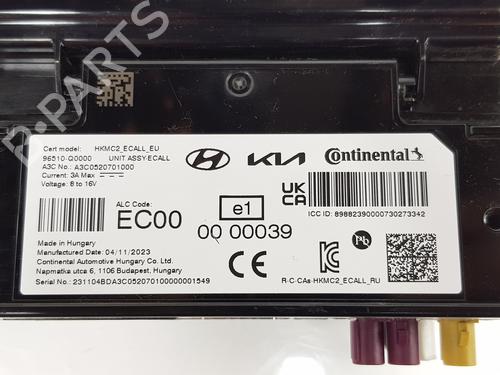 Cert model: HKMC2_ECALL_EU
96510-Q0000 UNIT ASSY-ECALL
A3C No.: A3C0520701000
Current: 3A Max
Voltage: 8 to 16V
KIA
Continental
ALC Code:
EC00
e1
00 00039
UK
CA
ICC ID: 89882390000730273342
Made in Hungary
Manufactured Date: 04/11/2023
Continental Automotive Hungary Co. Ltd.
Napmatka utca 6, 1106 Budapest, Hungary
Serial No.: 231104BDA3C05207010000001549
CE
Pb
R-C-CAs-HKMC2_ECALL_RU
B-Parts